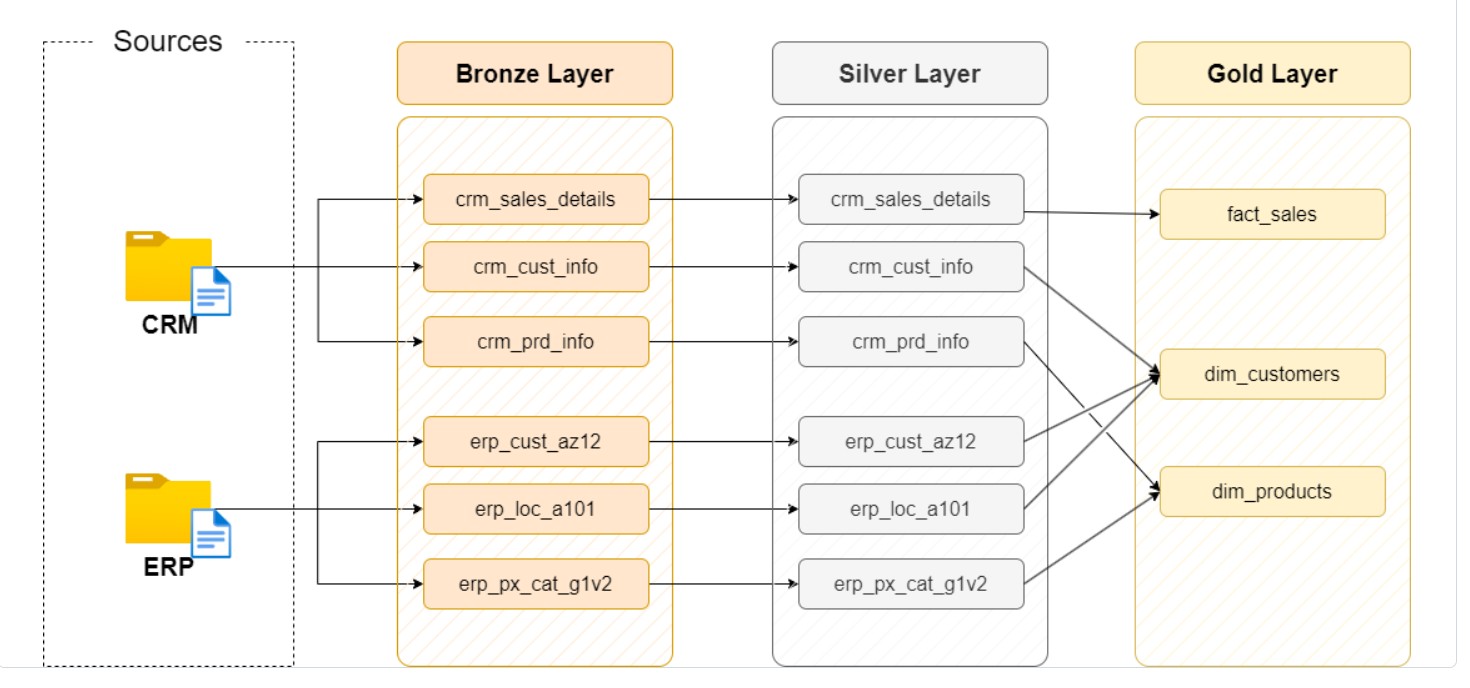 Sources
Bronze Layer
Silver Layer
Gold Layer
crm_sales_details
crm_sales_details
fact_sales
crm_cust_info
crm_cust_info
CRM
crm_prd_info
crm_prd_info
dim_customers
erp_cust_az12
erp_cust_az12
dim_products
erp_loc_a101
erp_loc_a101
ERP
erp_px_cat_g1v2
erp_px_cat_g1v2